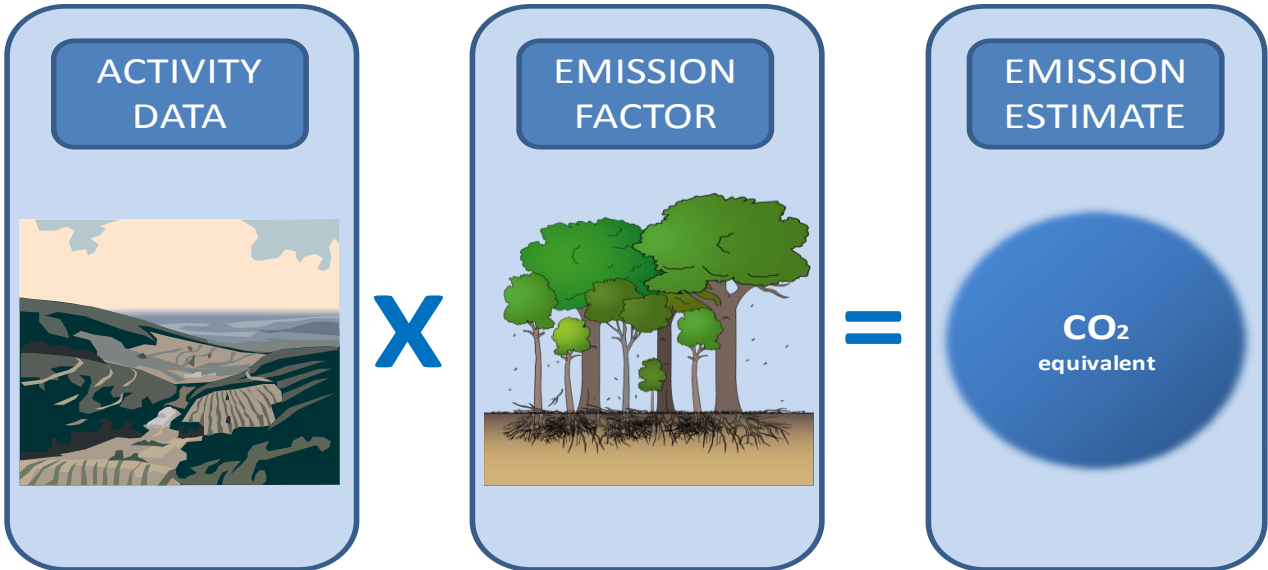 ACTIVITY
DATA
X
EMISSION
FACTOR
=
EMISSION
ESTIMATE
CO₂
equivalent